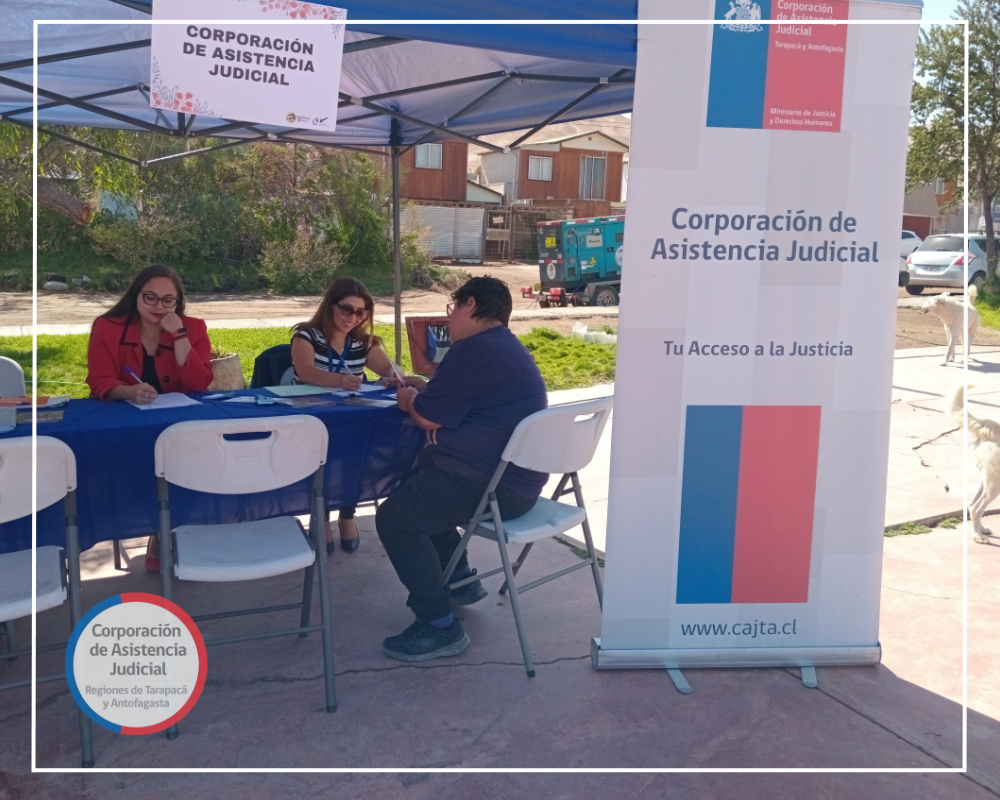 CORPORACIÓN
DE ASISTENCIA
JUDICIAL
Corporación
de Asistencia
Judicial
Tarapacá y Antofagasta
Ministerio de Justicia
y Derechos Humanos
Corporación de
Asistencia Judicial
Tu Acceso a la Justicia
www.cajta.cl
Corporación
de Asistencia
Judicial
Regiones de Tarapacá
y Antofagasta